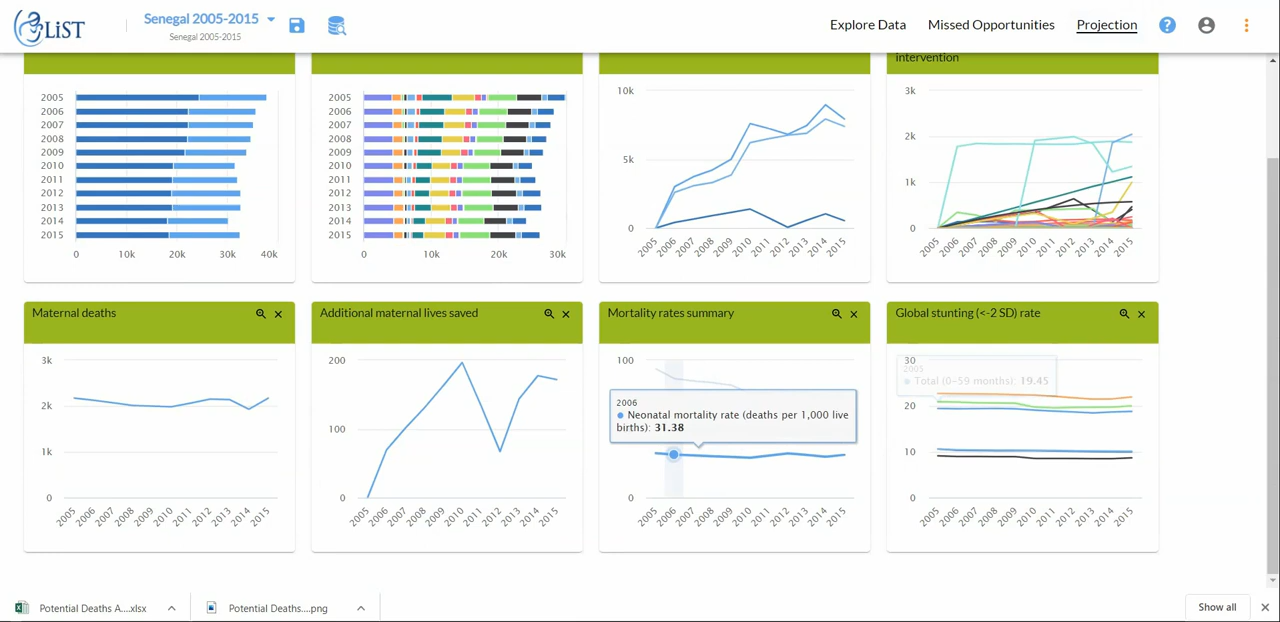 LiST
Senegal 2005-2015
Senegal 2005-2015
Explore Data
Missed Opportunities
Projection
?
intervention
2005
2006
2007
2008
2009
2010
2011
2012
2013
2014
2015
0 10k 20k 30k 40k
2005
2006
2007
2008
2009
2010
2011
2012
2013
2014
2015
0 10k 20k 30k
10k
5k
0
2005 2006 2007 2008 2009 2010 2011 2012 2013 2014 2015
3k
2k
1k
0
2005 2006 2007 2008 2009 2010 2011 2012 2013 2014 2015
Maternal deaths
3k
2k
1k
0
2005 2006 2007 2008 2009 2010 2011 2012 2013 2014 2015
Additional maternal lives saved
200
100
0
2005 2006 2007 2008 2009 2010 2011 2012 2013 2014 2015
Mortality rates summary
100
2006
Neonatal mortality rate (deaths per 1,000 live
births): 31.38
0
2005 2006 2007 2008 2009 2010 2011 2012 2013 2014 2015
Global stunting (<-2 SD) rate
30
2005
Total (0-59 months): 19.45
20
10
0
2005 2006 2007 2008 2009 2010 2011 2012 2013 2014 2015
Potential Deaths A....xlsx
Potential Deaths....png
Show all